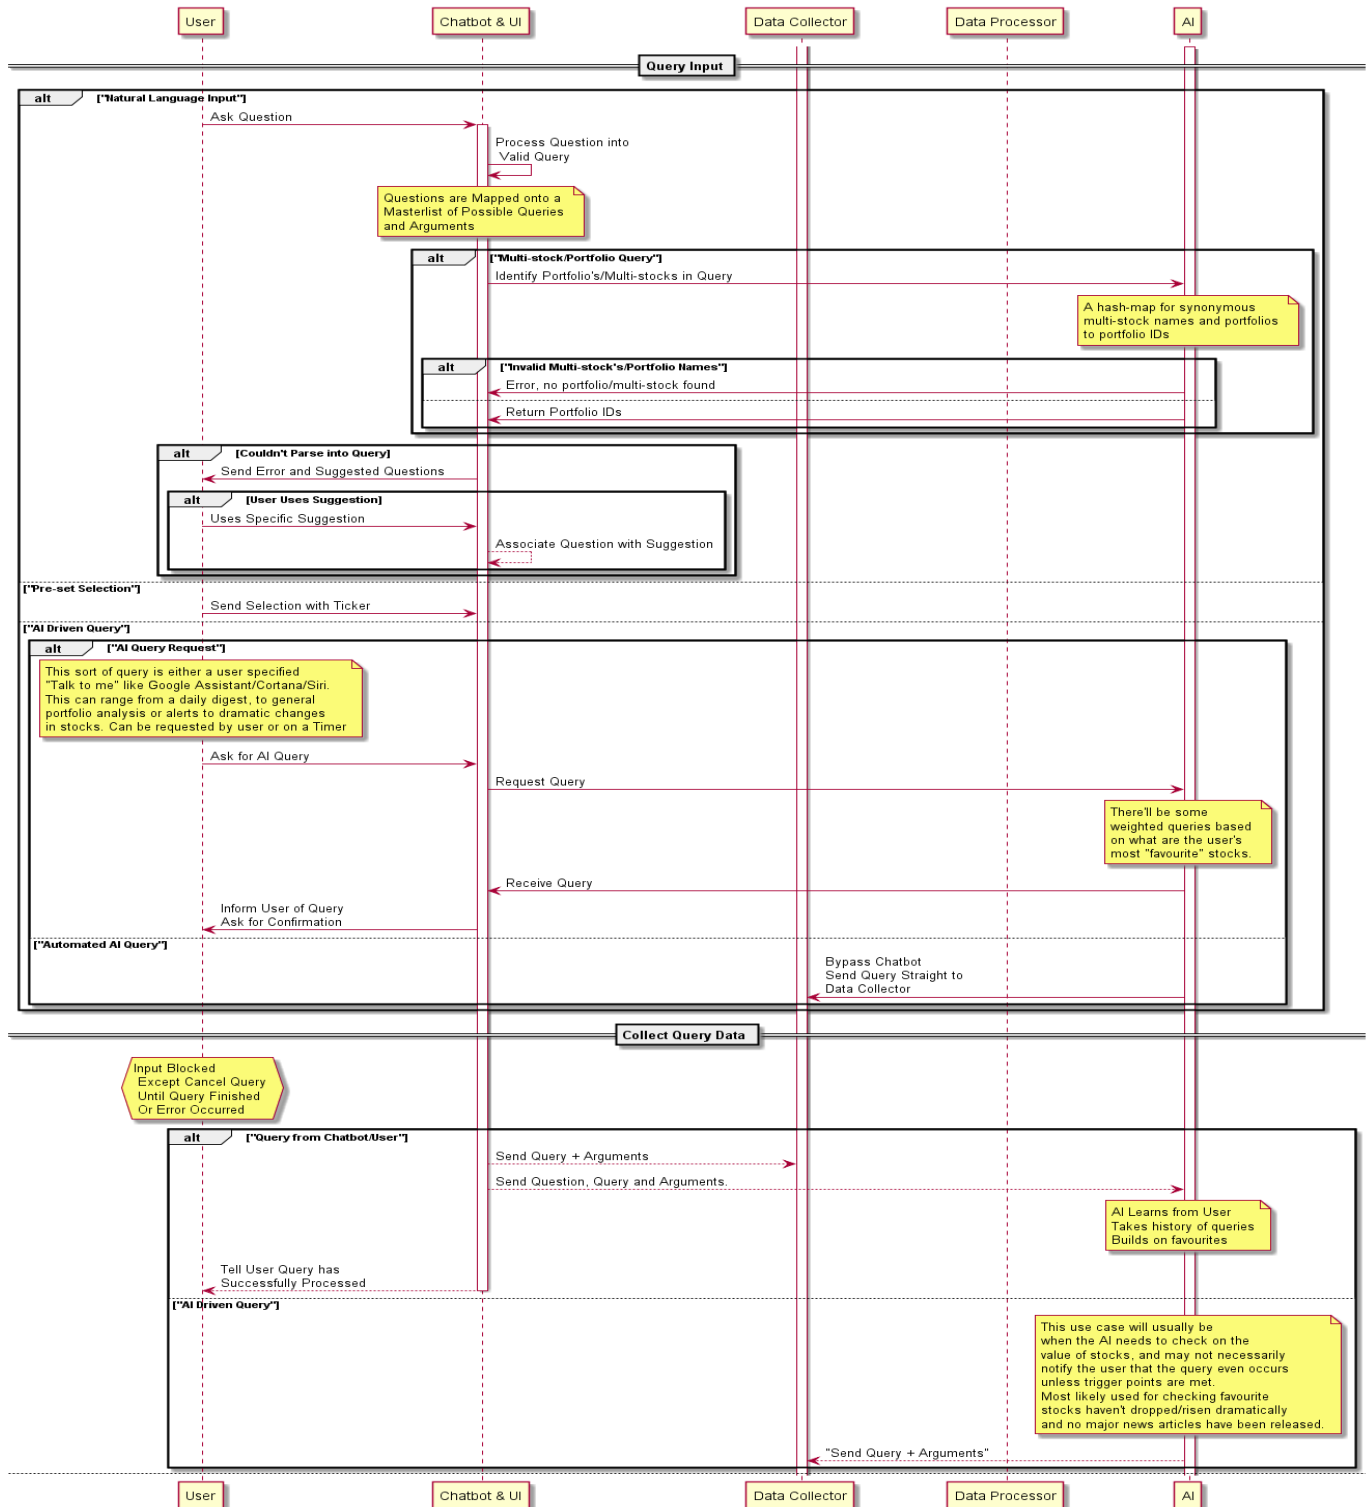 User
Chatbot & UI
Data Collector
Data Processor
AI
Query Input
alt
["Natural Language Input"]
Ask Question
Process Question into
Valid Query
Questions are Mapped onto a
Masterlist of Possible Queries
and Arguments
alt
["Multi-stock/Portfolio Query"]
Identify Portfolio's/Multi-stocks in Query
A hash-map for synonymous
multi-stock names and portfolios
to portfolio IDs
alt
["Invalid Multi-stock's/Portfolio Names"]
Error, no portfolio/multi-stock found
Return Portfolio IDs
alt
[Couldn't Parse into Query]
Send Error and Suggested Questions
alt
[User Uses Suggestion]
Uses Specific Suggestion
Associate Question with Suggestion
["Pre-set Selection"]
Send Selection with Ticker
["AI Driven Query"]
alt
["AI Query Request"]
This sort of query is either a user specified
"Talk to me" like Google Assistant/Cortana/Siri.
This can range from a daily digest, to general
portfolio analysis or alerts to dramatic changes
in stocks. Can be requested by user or on a Timer
Ask for AI Query
Request Query
There'll be some
weighted queries based
on what are the user's
most "favourite" stocks.
Receive Query
Inform User of Query
Ask for Confirmation
["Automated AI Query"]
Bypass Chatbot
Send Query Straight to
Data Collector
Collect Query Data
Input Blocked
Except Cancel Query
Until Query Finished
Or Error Occurred
alt
["Query from Chatbot/User"]
Send Query + Arguments
Send Question, Query and Arguments.
AI Learns from User
Takes history of queries
Builds on favourites
Tell User Query has
Successfully Processed
["AI Driven Query"]
This use case will usually be
when the AI needs to check on the
value of stocks, and may not necessarily
notify the user that the query even occurs
unless trigger points are met.
Most likely used for checking favourite
stocks haven't dropped/risen dramatically
and no major news articles have been released.
"Send Query + Arguments"
User
Chatbot & UI
Data Collector
Data Processor
AI